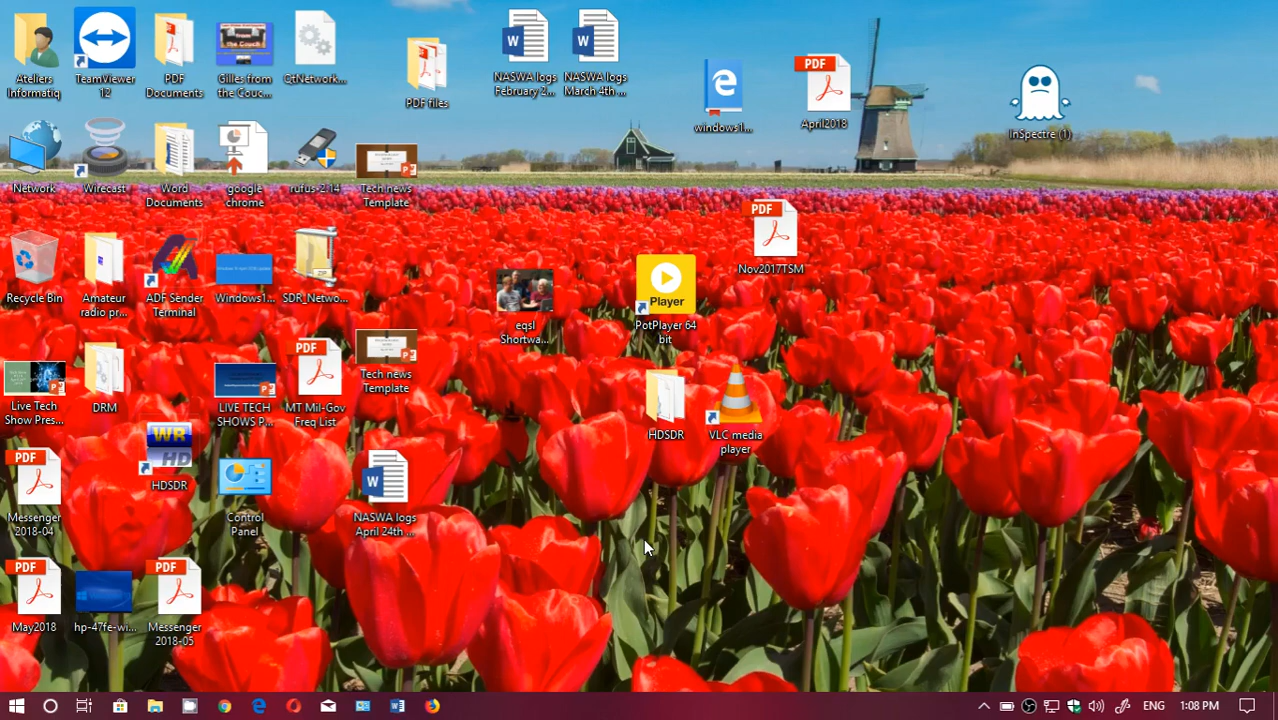 Ateliers
Informatiq
TeamViewer
12
PDF
Documents
Gilles from
the Couc...
QtNetwork...
PDF files
NASWA logs
February 2...
NASWA logs
March 4th ...
windows1...
PDF
April2018
InSpectre (1)
Network
Wirecast
Word
Documents
google
chrome
rufus-2.14
Tech news
Template
PDF
Nov2017TSM
Recycle Bin
Amateur
radio pr...
ADF Sender
Terminal
Windows1...
ZIP
SDR_Netwo...
eqsl
Shortwa...
Player
PotPlayer 64
bit
Live Tech
Show Pres...
DRM
LIVE TECH
SHOWS P...
PDF
MT Mil-Gov
Freq List
Tech news
Template
HDSDR
VLC media
player
PDF
Messenger
2018-04
WR
HD
HDSDR
Control
Panel
NASWA logs
April 24th ...
PDF
May2018
hp-47fe-wi...
PDF
Messenger
2018-05
ENG
1:08 PM